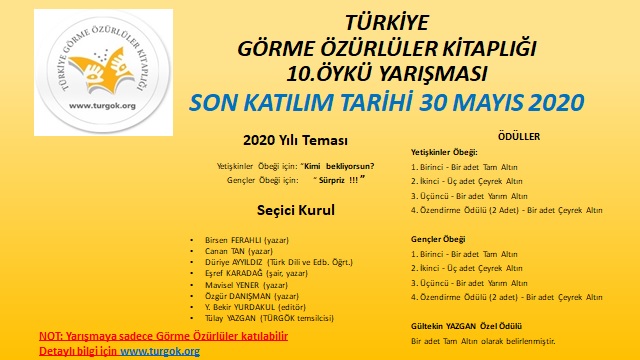 TÜRKİYE GÖRME ÖZÜRLÜLER KİTAPLIĞI
www.turgok.org
TÜRKİYE
GÖRME ÖZÜRLÜLER KİTAPLIĞI
10.ÖYKÜ YARIŞMASI
SON KATILIM TARİHİ 30 MAYIS 2020
2020 Yılı Teması
Yetişkinler Öbeği için: "Kimi bekliyorsun?
Gençler Öbeği için: " Sürpriz !!! "
Seçici Kurul
• Birsen FERAHLI (yazar)
• Canan TAN (yazar)
• Düriye AYYILDIZ (Türk Dili ve Edb. Öğrt.)
• Eşref KARADAĞ (şair, yazar)
• Mavisel YENER (yazar)
• Özgür DANIŞMAN (yazar)
• Y. Bekir YURDAKUL (editör)
• Tülay YAZGAN (TÜRGÖK temsilcisi)
NOT: Yarışmaya sadece Görme Özürlüler katılabilir
Detaylı bilgi için www.turgok.org
ÖDÜLLER
Yetişkinler Öbeği:
1. Birinci - Bir adet Tam Altın
2. İkinci - Üç adet Çeyrek Altın
3. Üçüncü - Bir adet Yarım Altın
4. Özendirme Ödülü (2 Adet) - Bir adet Çeyrek Altın
Gençler Öbeği
1. Birinci - Bir adet Tam Altın
2. İkinci - Üç adet Çeyrek Altın
3. Üçüncü - Bir adet Yarım Altın
4. Özendirme Ödülü (2 adet) - Bir adet Çeyrek Altın
Gültekin YAZGAN Özel Ödülü
Bir adet Tam Altın olarak belirlenmiştir.